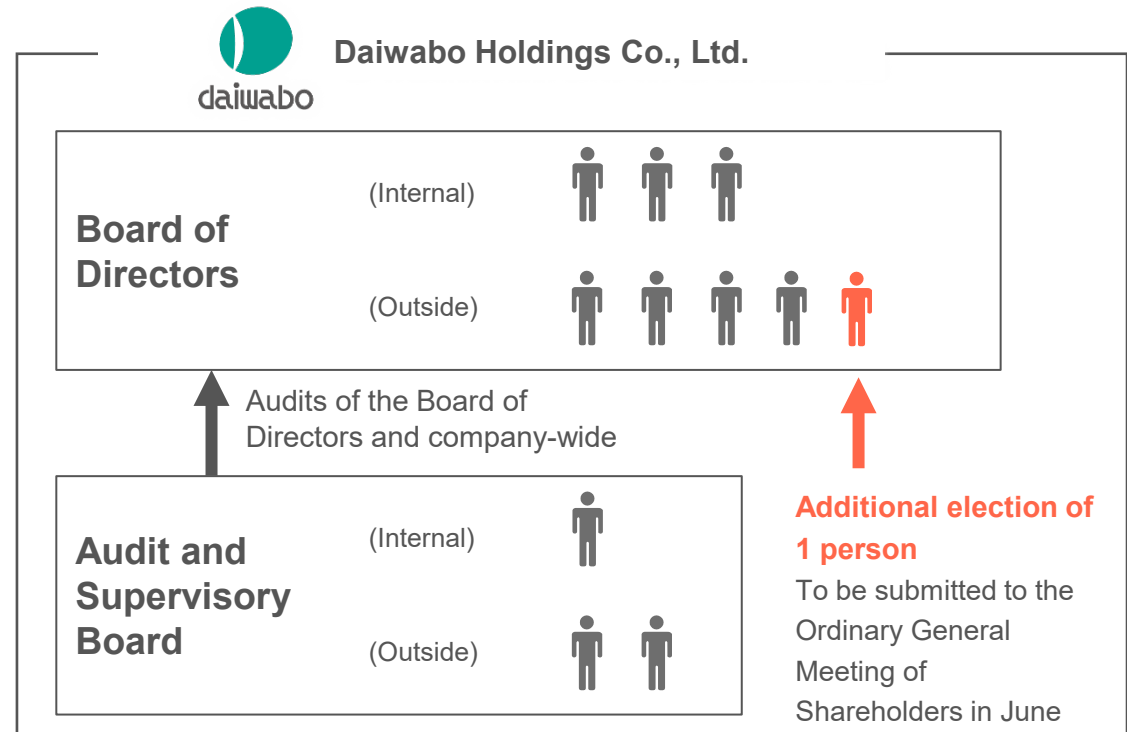 Daiwabo Holdings Co., Ltd.
daiwabo
Board of
Directors
(Internal)
(Outside)
Audits of the Board of
Directors and company-wide
Audit and
Supervisory
Board
(Internal)
(Outside)
Additional election of
1 person
To be submitted to the
Ordinary General
Meeting of
Shareholders in June